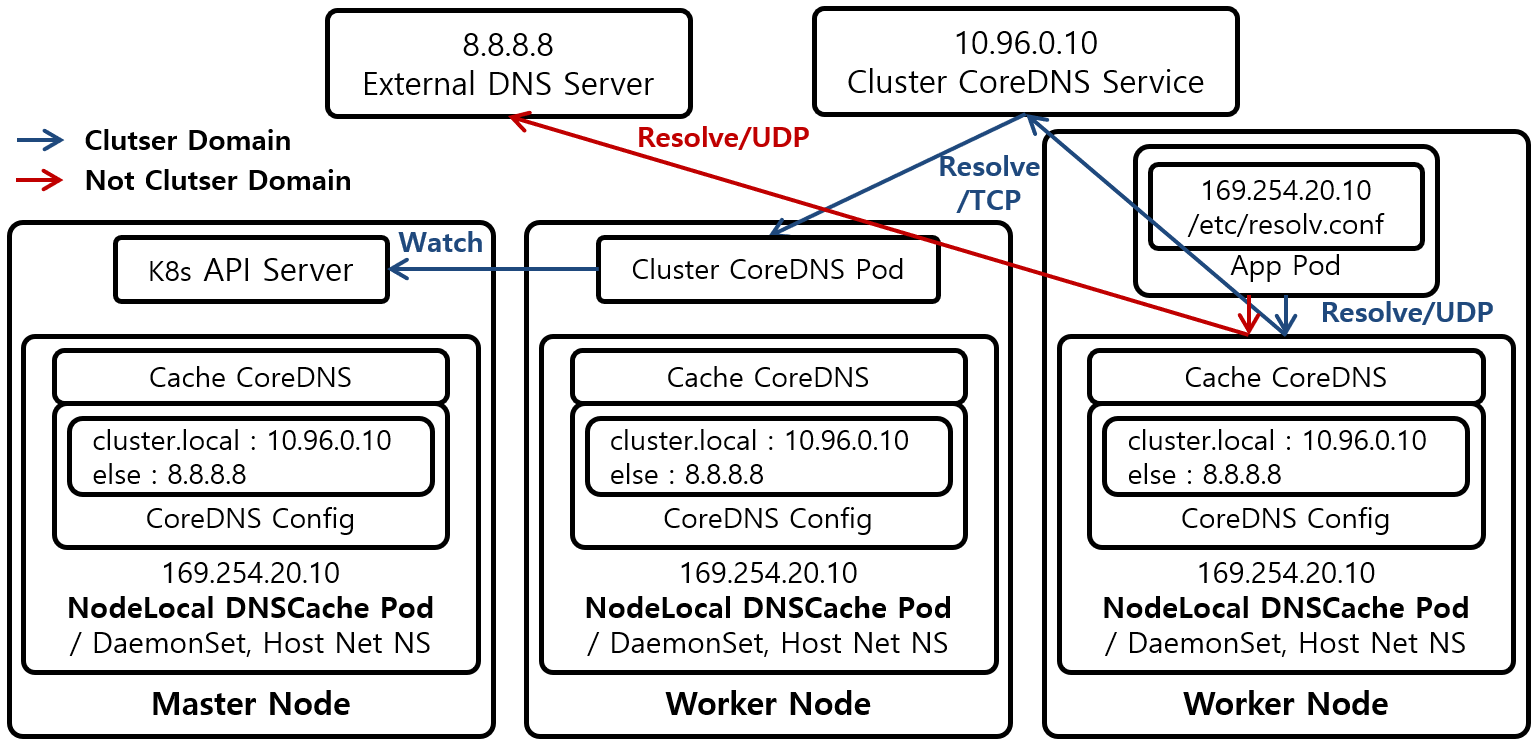 8.8.8.8
External DNS Server
10.96.0.10
Cluster CoreDNS Service
Clutser Domain
Not Clutser Domain
Resolve/UDP
Resolve
/TCP
169.254.20.10
/etc/resolv.conf
App Pod
Watch
K8s API Server
Cluster CoreDNS Pod
Resolve/UDP
Cache CoreDNS
cluster.local : 10.96.0.10
else : 8.8.8.8
CoreDNS Config
169.254.20.10
NodeLocal DNSCache Pod
/ DaemonSet, Host Net NS
Master Node
Cache CoreDNS
cluster.local : 10.96.0.10
else : 8.8.8.8
CoreDNS Config
169.254.20.10
NodeLocal DNSCache Pod
/ DaemonSet, Host Net NS
Worker Node
Cache CoreDNS
cluster.local : 10.96.0.10
else : 8.8.8.8
CoreDNS Config
169.254.20.10
NodeLocal DNSCache Pod
/ DaemonSet, Host Net NS
Worker Node